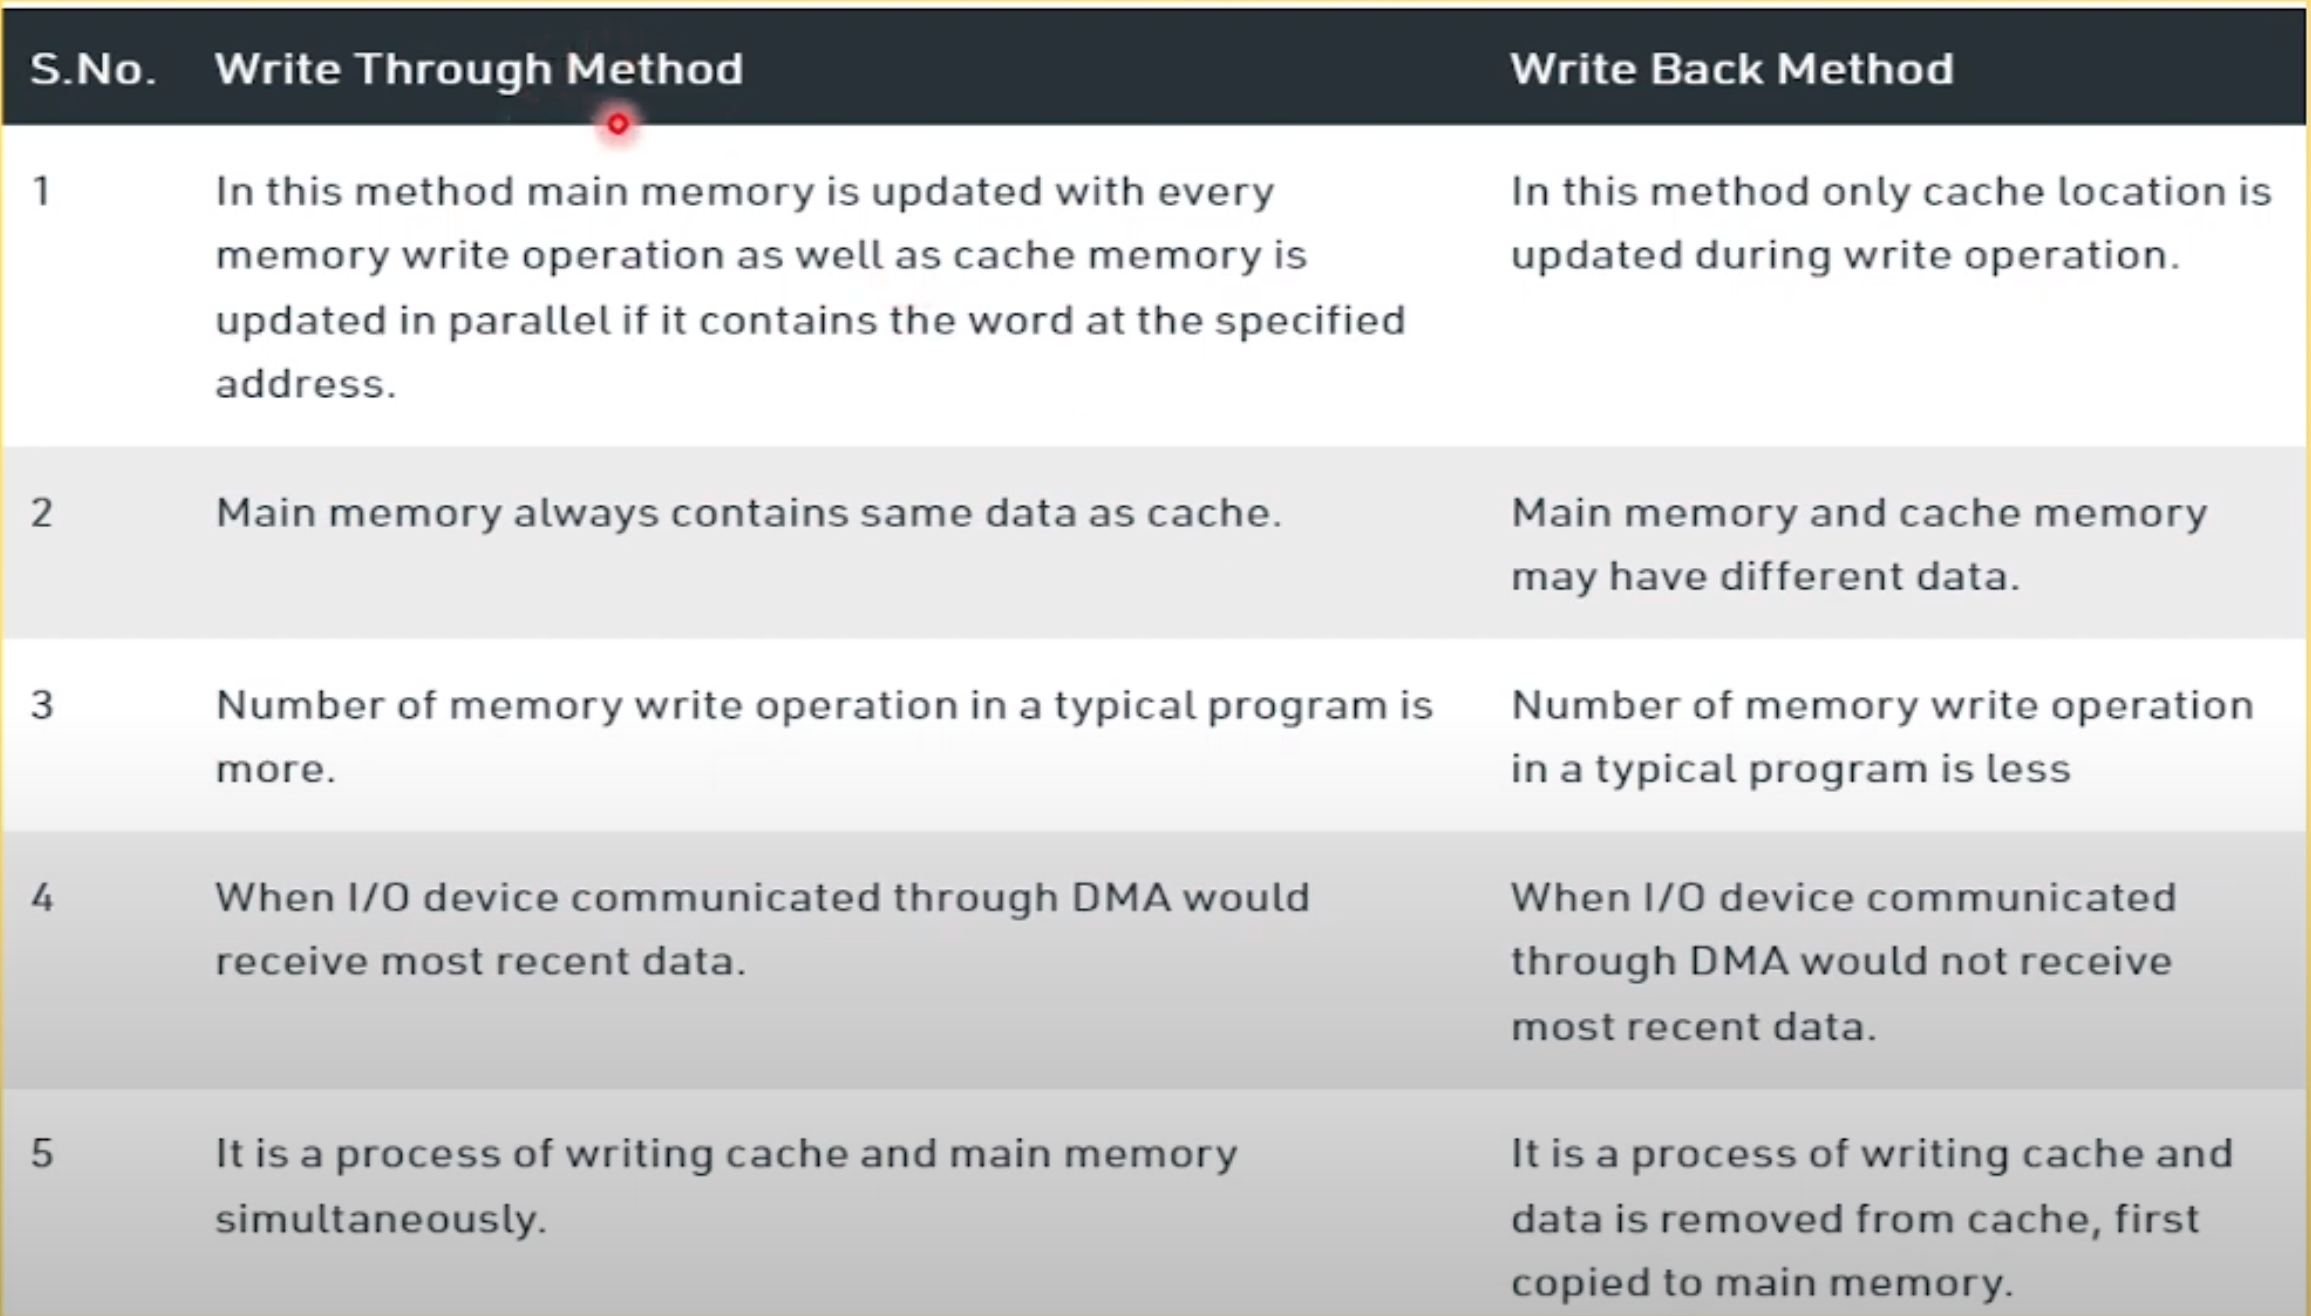 S.No. Write Through Method Write Back Method
1 In this method main memory is updated with every In this method only cache location is
memory write operation as well as cache memory is updated during write operation.
updated in parallel if it contains the word at the specified
address.
2 Main memory always contains same data as cache. Main memory and cache memory
may have different data.
3 Number of memory write operation in a typical program is Number of memory write operation
more. in a typical program is less
4 When I/O device communicated through DMA would When I/O device communicated
receive most recent data. through DMA would not receive
most recent data.
5 It is a process of writing cache and main memory It is a process of writing cache and
simultaneously. data is removed from cache, first
copied to main memory.